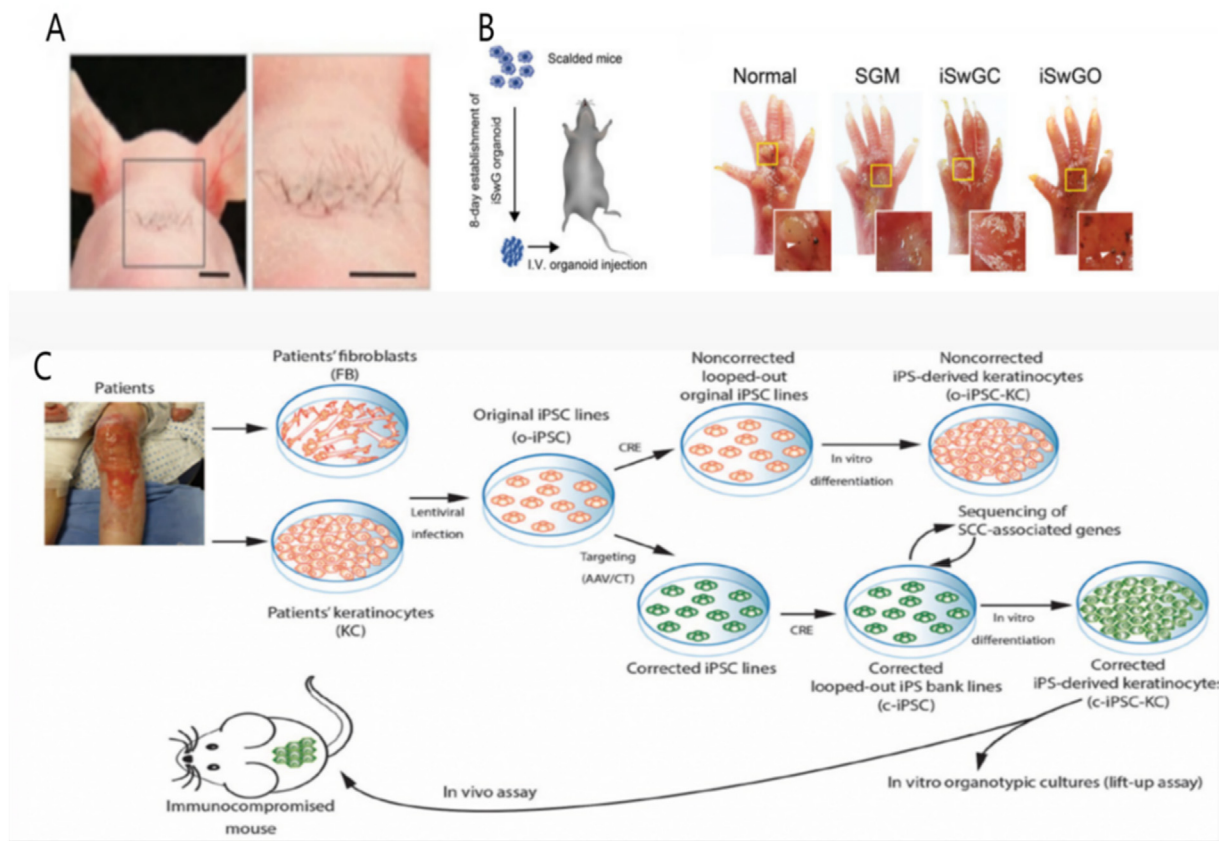 A
B
Scalded mice
8-day establishment of
iSwG organoid
I.V. organoid injection
Normal
SGM
iSwGC
iSwGO
C
Patients
Patients' fibroblasts
(FB)
Patients' keratinocytes
(KC)
Lentiviral
infection
Original iPSC lines
(o-iPSC)
CRE
Targeting
(AAV/CT)
Noncorrected
looped-out
orginal iPSC lines
In vitro
differentiation
Noncorrected
iPS-derived keratinocytes
(o-iPSC-KC)
Sequencing of
SCC-associated genes
Corrected iPSC lines
CRE
Corrected
looped-out iPS bank lines
(c-iPSC)
In vitro
differentiation
Corrected
iPS-derived keratinocytes
(c-iPSC-KC)
In vitro organotypic cultures (lift-up assay)
In vivo assay
Immunocompromised
mouse